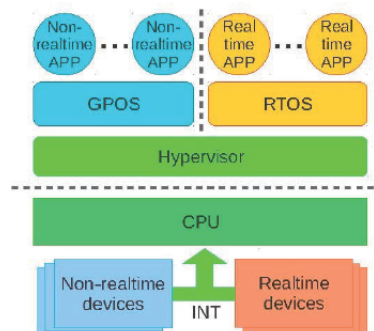 Non-
realtime
APP
...
Non-
realtime
APP
Real
time
APP
...
Real
time
APP
GPOS
RTOS
Hypervisor
CPU
Non-realtime
devices
INT
Realtime
devices